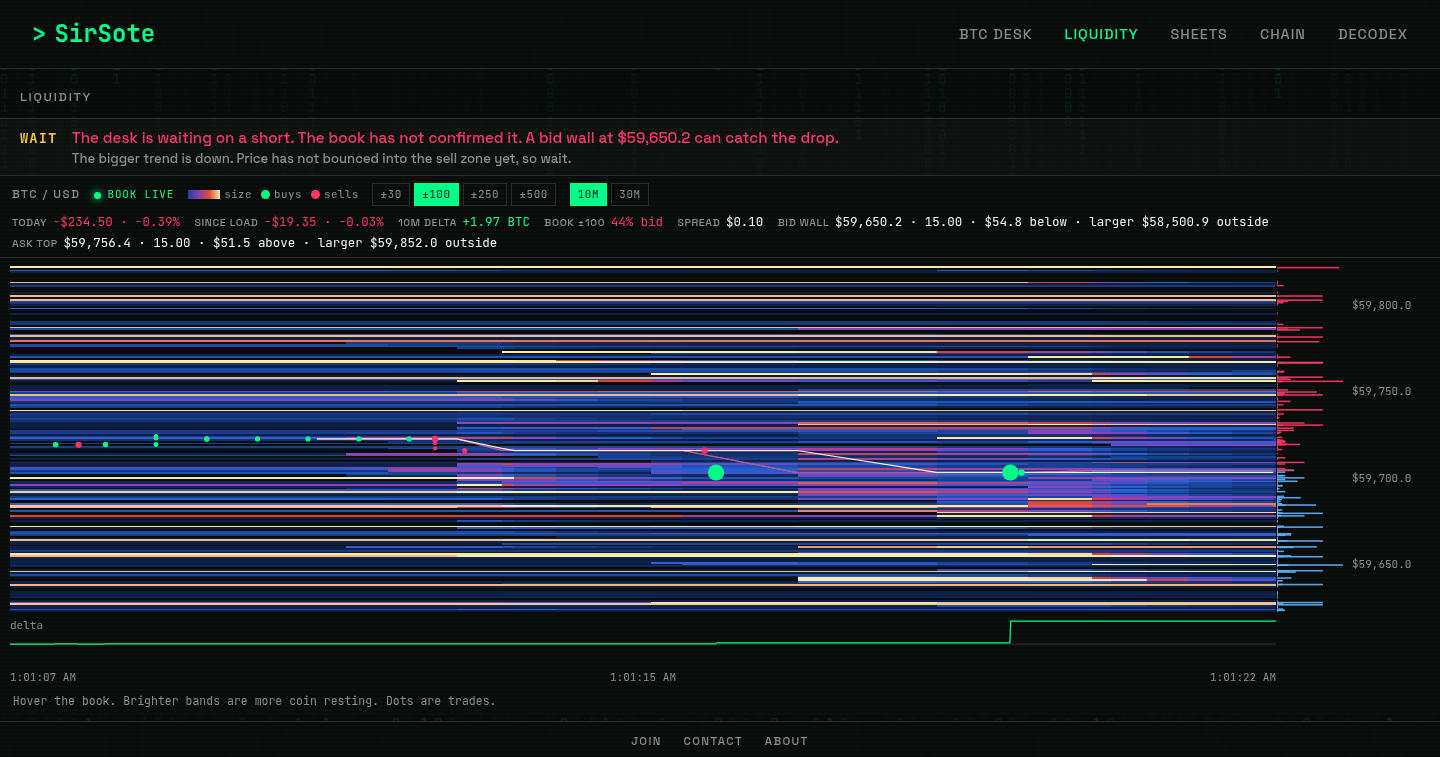 > SirSote
BTC DESK LIQUIDITY SHEETS CHAIN DECODEX
LIQUIDITY
WAIT The desk is waiting on a short. The book has not confirmed it. A bid wall at $59,650.2 can catch the drop.
The bigger trend is down. Price has not bounced into the sell zone yet, so wait.
BTC / USD BOOK LIVE size buys sells ±30 ±100 ±250 ±500 10M 30M
TODAY -$234.50 · -0.39% SINCE LOAD -$19.35 · -0.03% 10M DELTA +1.97 BTC BOOK ±100 44% bid SPREAD $0.10 BID WALL $59,650.2 · 15.00 · $54.8 below · larger $58,500.9 outside
ASK TOP $59,756.4 · 15.00 · $51.5 above · larger $59,852.0 outside
$59,800.0
$59,750.0
$59,700.0
$59,650.0
delta
1:01:07 AM 1:01:15 AM 1:01:22 AM
Hover the book. Brighter bands are more coin resting. Dots are trades.
JOIN CONTACT ABOUT